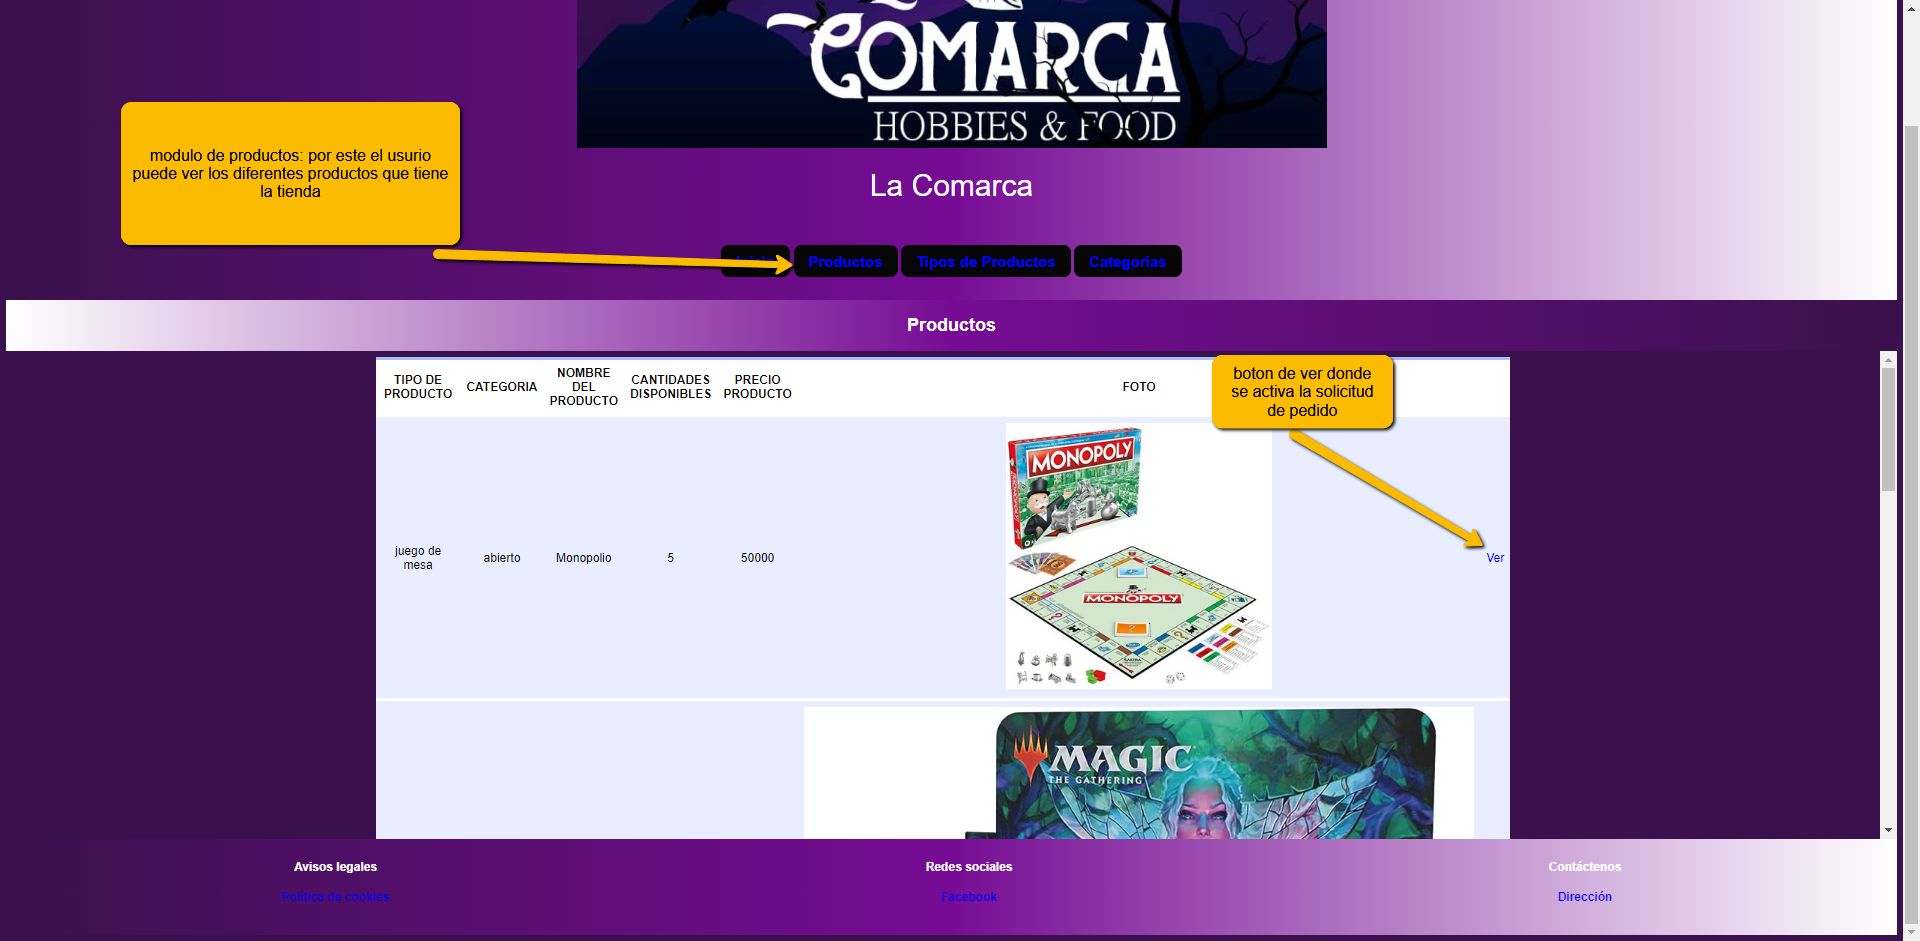 COMARCA
HOBBIES & FOOD
modulo de productos: por este el usurio
puede ver los diferentes productos que tiene
la tienda
La Comarca
Productos
Tipos de Productos
Categorias
Productos
TIPO DE
PRODUCTO
CATEGORIA
NOMBRE
DEL
PRODUCTO
CANTIDADES
DISPONIBLES
PRECIO
PRODUCTO
FOTO
boton de ver donde
se activa la solicitud
de pedido
juego de
mesa
abierto
Monopolio
5
50000
MONOPOLY
MONOPOLY
Ver
MAGIC
THE GATHERING
Avisos legales
Política de cookies
Redes sociales
Facebook
Contáctenos
Dirección